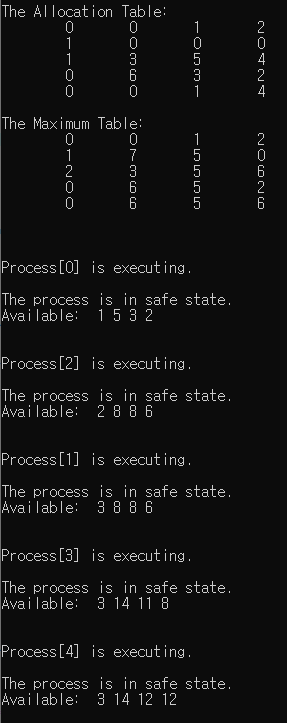 The Allocation Table:
0 0 1 2
1 0 0 0
1 3 5 4
0 6 3 2
0 0 1 4
The Maximum Table:
0 0 1 2
1 7 5 0
2 3 5 6
0 6 5 2
0 6 5 6
Process[0] is executing.
The process is in safe state.
Available: 1 5 3 2
Process[2] is executing.
The process is in safe state.
Available: 2 8 8 6
Process[1] is executing.
The process is in safe state.
Available: 3 8 8 6
Process[3] is executing.
The process is in safe state.
Available: 3 14 11 8
Process[4] is executing.
The process is in safe state.
Available: 3 14 12 12